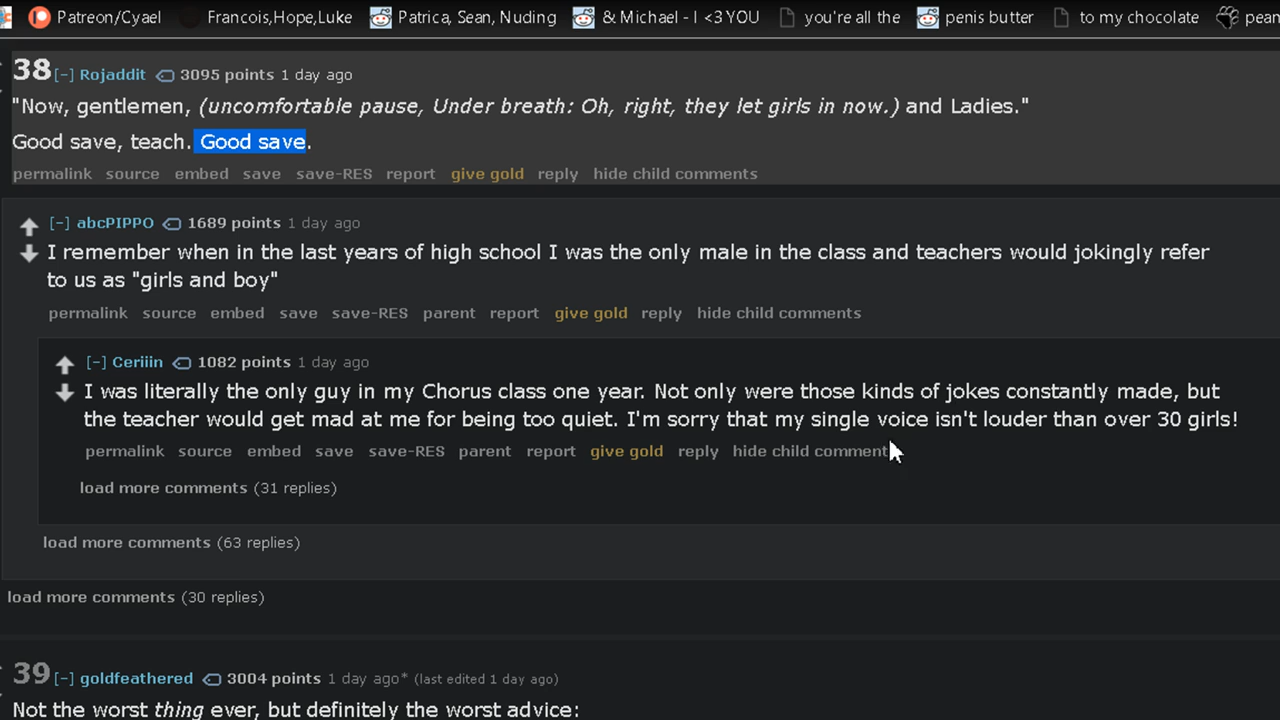 Patreon/Cyael Francois,Hope,Luke Patrica, Sean, Nuding & Michael - I <3 YOU you're all the penis butter to my chocolate
38 [-] Rojaddit 3095 points 1 day ago
"Now, gentlemen, (uncomfortable pause, Under breath: Oh, right, they let girls in now.) and Ladies."
Good save, teach. Good save.
permalink source embed save save-RES report give gold reply hide child comments
[-] abcPIPPO 1689 points 1 day ago
I remember when in the last years of high school I was the only male in the class and teachers would jokingly refer
to us as "girls and boy"
permalink source embed save save-RES parent report give gold reply hide child comments
[-] Ceriiin 1082 points 1 day ago
I was literally the only guy in my Chorus class one year. Not only were those kinds of jokes constantly made, but
the teacher would get mad at me for being too quiet. I'm sorry that my single voice isn't louder than over 30 girls!
permalink source embed save save-RES parent report give gold reply hide child comment
load more comments (31 replies)
load more comments (63 replies)
load more comments (30 replies)
39 [-] goldfeathered 3004 points 1 day ago* (last edited 1 day ago)
Not the worst thing ever, but definitely the worst advice: